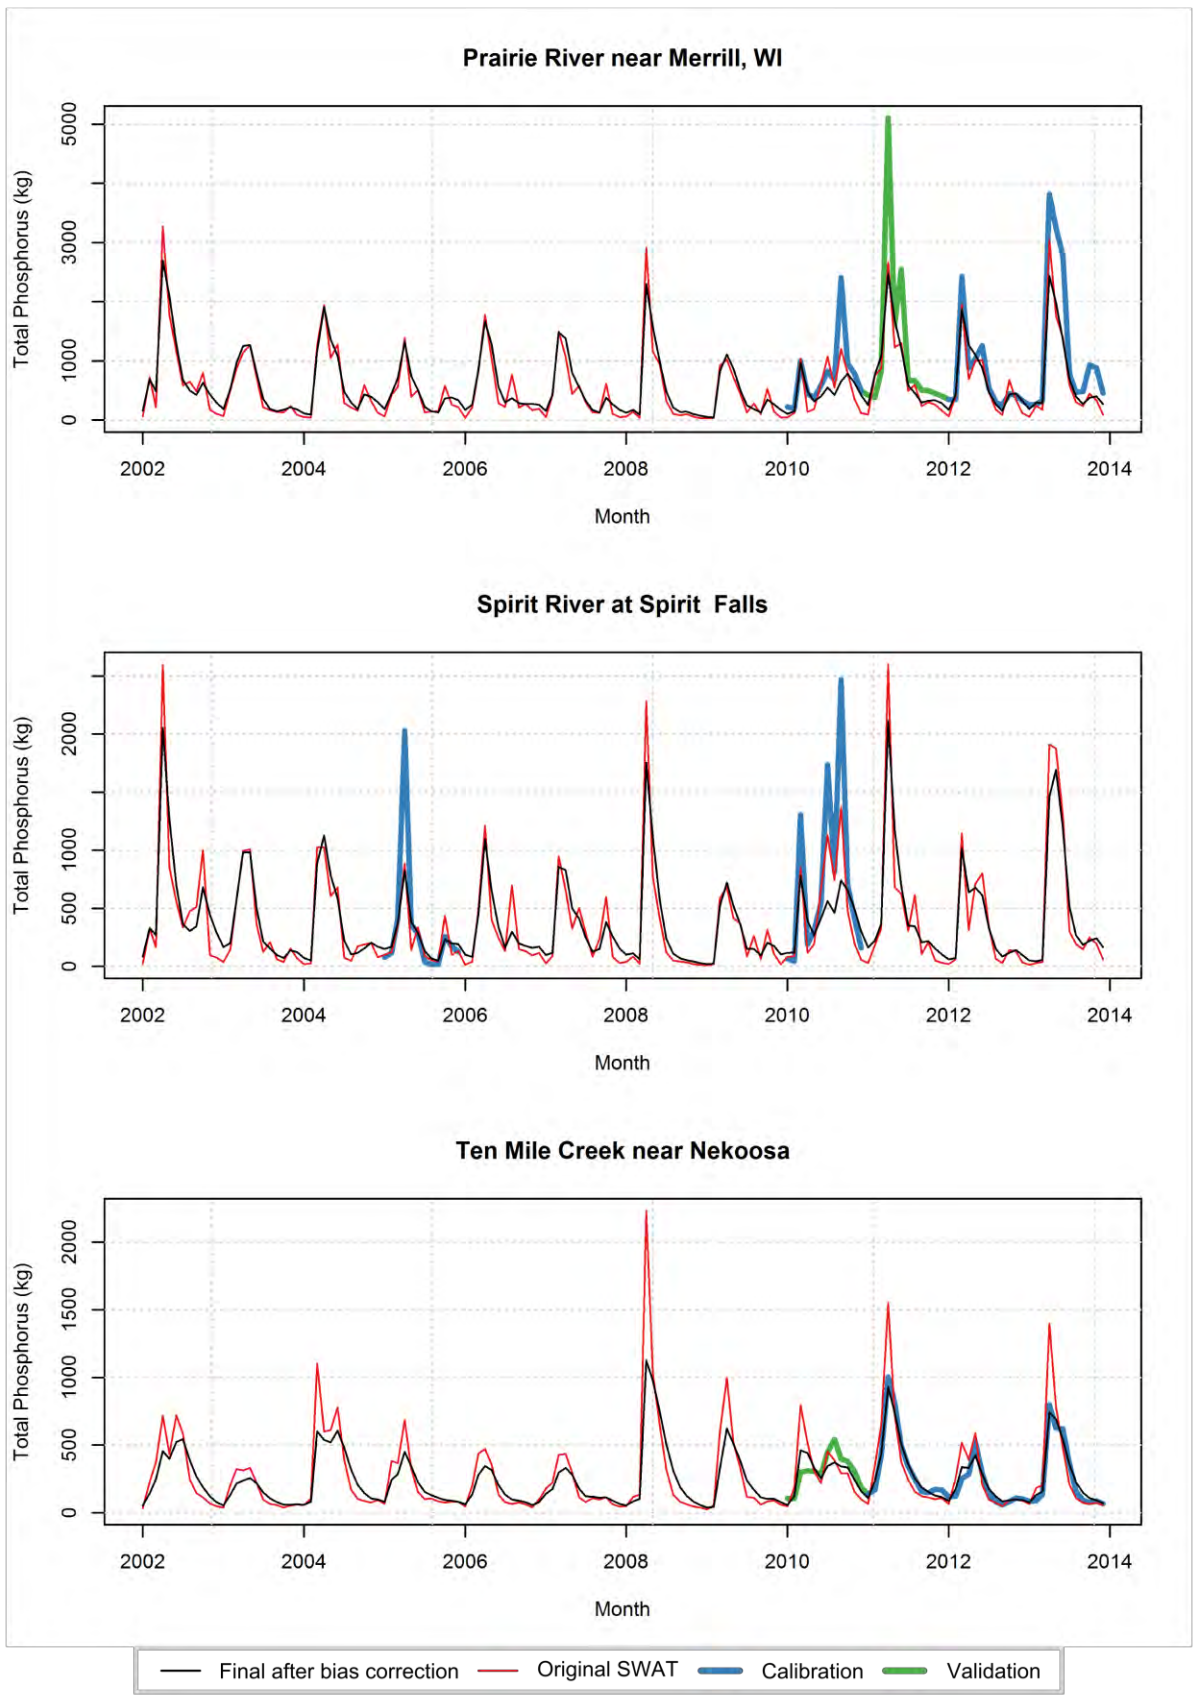 Prairie River near Merrill, WI
Total Phosphorus (kg)
5000
3000
1000
0
2002 2004 2006 2008 2010 2012 2014
Month
Spirit River at Spirit Falls
Total Phosphorus (kg)
2000
1000
500
0
2002 2004 2006 2008 2010 2012 2014
Month
Ten Mile Creek near Nekoosa
Total Phosphorus (kg)
2000
1500
1000
500
0
2002 2004 2006 2008 2010 2012 2014
Month
Final after bias correction Original SWAT Calibration Validation